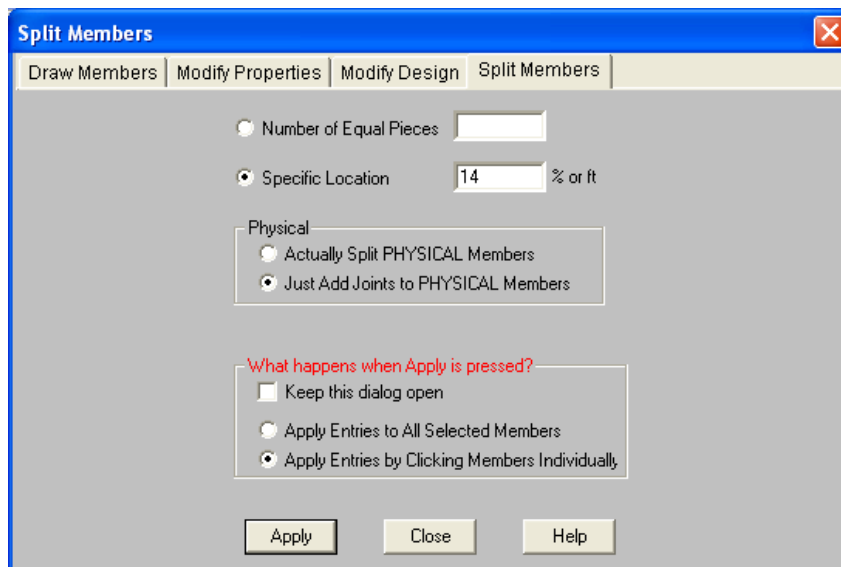 Split Members
Draw Members Modify Properties Modify Design Split Members
Number of Equal Pieces
Specific Location 14 % or ft
Physical
Actually Split PHYSICAL Members
Just Add Joints to PHYSICAL Members
What happens when Apply is pressed?
Keep this dialog open
Apply Entries to All Selected Members
Apply Entries by Clicking Members Individually
Apply Close Help